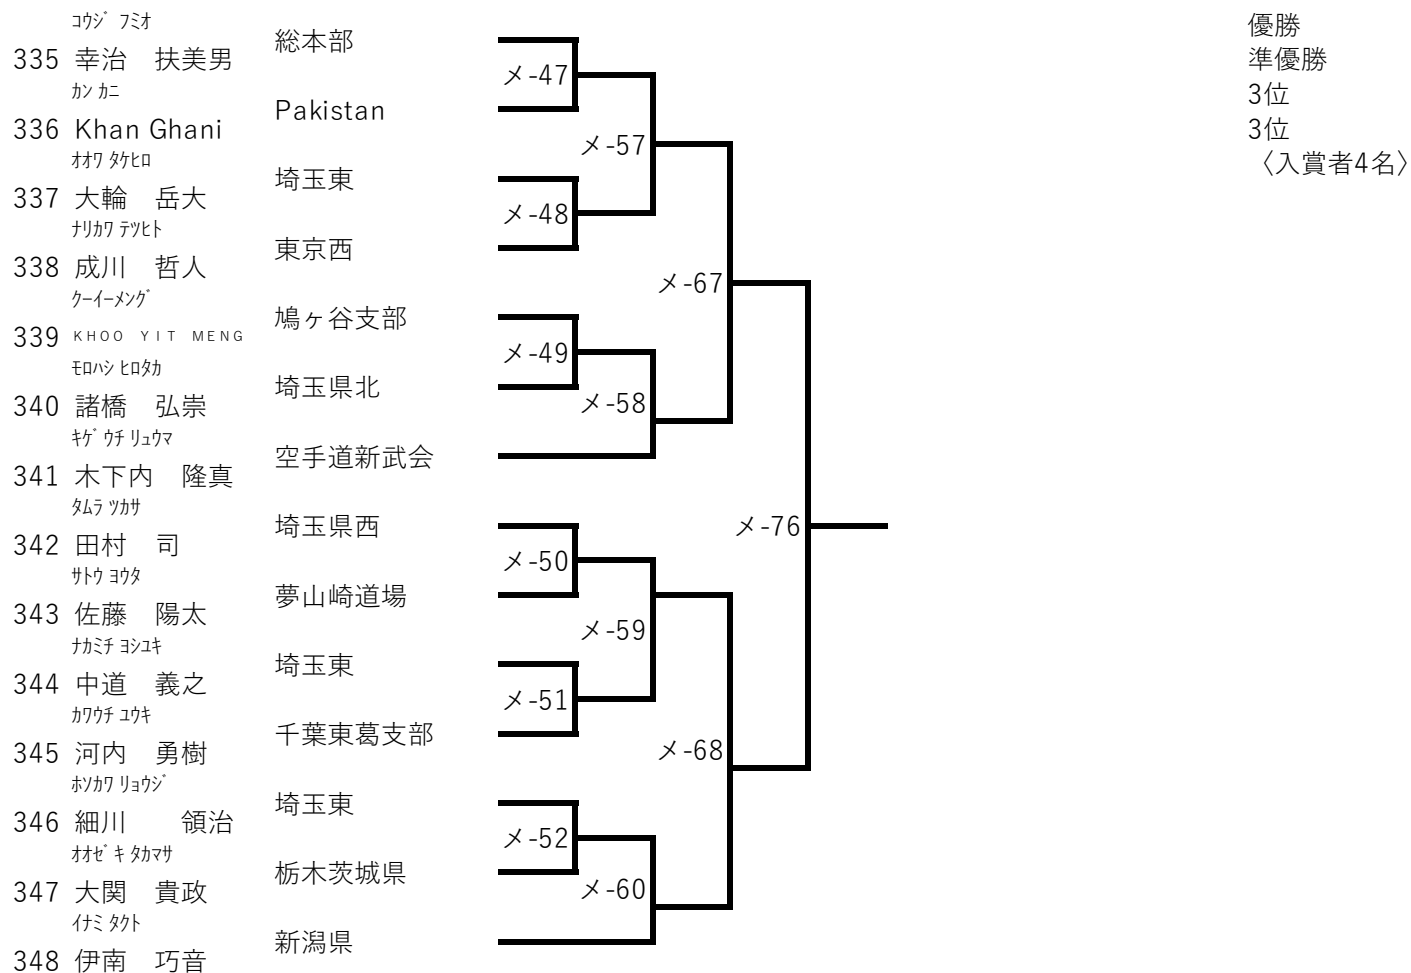 ｺｳｼﾞ ﾌﾐｵ
335 幸治　扶美男 総本部
ｶﾝ ｶﾆ
336 Khan Ghani Pakistan
ｵｵﾜ ﾀｹﾋﾛ
337 大輪　岳大 埼玉東
ﾅﾘｶﾜ ﾃﾂﾋﾄ
338 成川　哲人 東京西
ｸｰｲｰﾒﾝｸﾞ
339 ＫＨＯＯ　ＹＩＴ　ＭＥＮＧ 鳩ヶ谷支部
ﾓﾛﾊｼ ﾋﾛﾀｶ
340 諸橋　弘崇 埼玉県北
ｷｹﾞｳﾁ ﾘｭｳﾏ
341 木下内　隆真 空手道新武会
ﾀﾑﾗ ﾂｶｻ
342 田村　司 埼玉県西
ｻﾄｳ ﾖｳﾀ
343 佐藤　陽太 夢山崎道場
ﾅｶﾐﾁ ﾖｼﾕｷ
344 中道　義之 埼玉東
ｶﾜｳﾁ ﾕｳｷ
345 河内　勇樹 千葉東葛支部
ﾎｿｶﾜ ﾘｮｳｼﾞ
346 細川　　領治 埼玉東
ｵｵｾﾞｷ ﾀｶﾏｻ
347 大関　貴政 栃木茨城県
ｲﾅﾐ ﾀｸﾄ
348 伊南　巧音 新潟県
メ-47
メ-48
メ-49
メ-50
メ-51
メ-52
メ-57
メ-58
メ-59
メ-60
メ-67
メ-68
メ-76
優勝
準優勝
3位
3位
〈入賞者4名〉